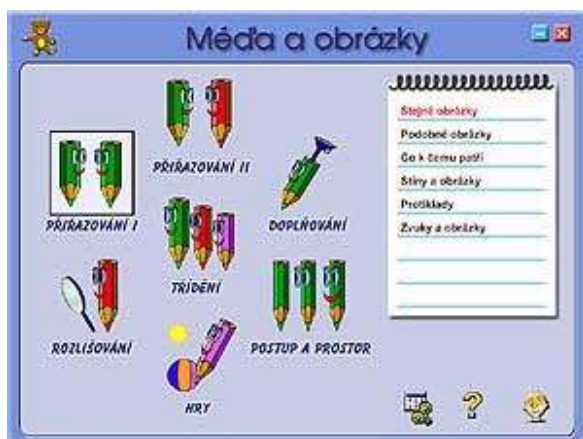 Méďa a obrázky
PŘIŘAZOVÁNÍ II
PŘIŘAZOVÁNÍ I
DOPLŇOVÁNÍ
TŘÍDĚNÍ
ROZLIŠOVÁNÍ
POSTUP A PROSTOR
HRY
Stejné obrázky
Podobné obrázky
Co k čemu patří
Stíny a obrázky
Protiklady
Zvuky a obrázky